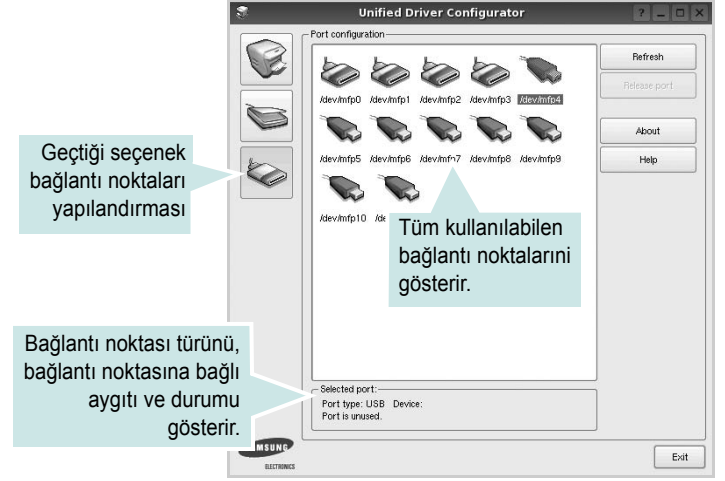 Unified Driver Configurator
Port configuration
/dev/mfp0 /dev/mfp1 /dev/mfp2 /dev/mfp3 /dev/mfp4
/dev/mfp5 /dev/mfp6 /dev/mfp7 /dev/mfp8 /dev/mfp9
/dev/mfp10
Refresh
Release port
About
Help
Geçtiği seçenek
bağlantı noktaları
yapılandırması
Tüm kullanılabilen
bağlantı noktalarıni
gösterir.
Bağlantı noktası türünü,
bağlantı noktasına bağlı
aygıtı ve durumu
gösterir.
Selected port:
Port type: USB Device:
Port is unused.
ELECTRONICS
Exit